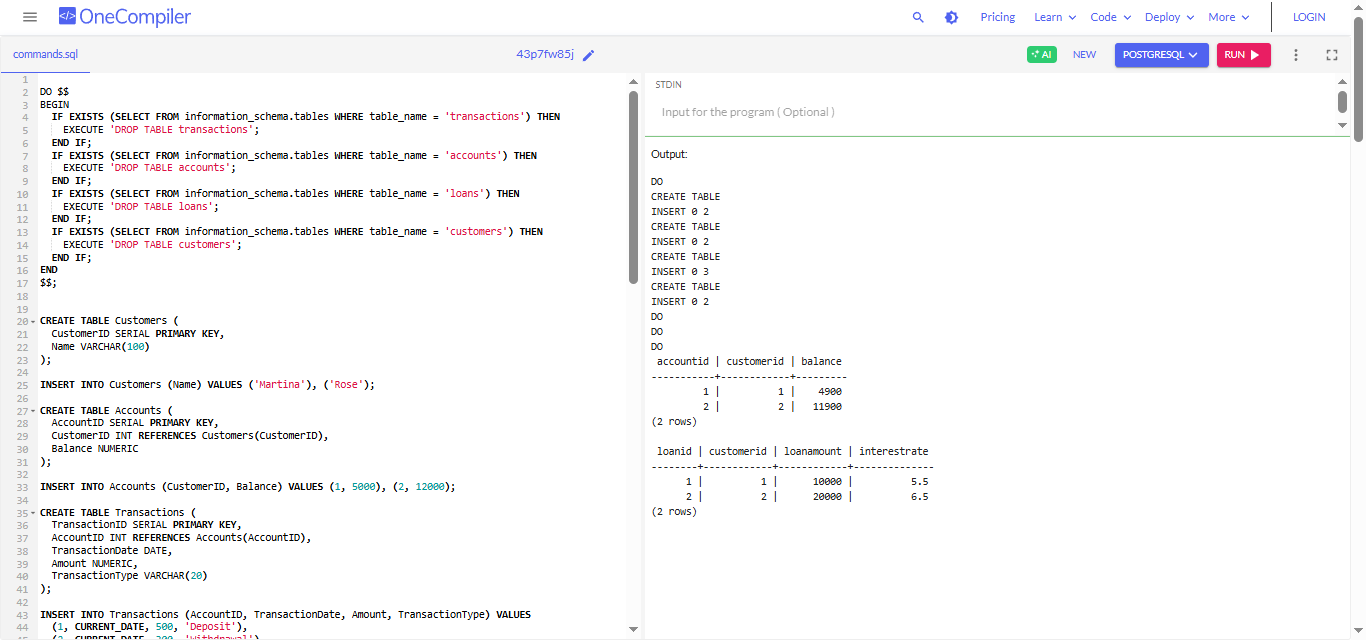 OneCompiler
Pricing Learn Code Deploy More LOGIN
commands.sql 43p7fw85j AI NEW POSTGRESQL RUN
1
2 DO $$
3 BEGIN
4 IF EXISTS (SELECT FROM information_schema.tables WHERE table_name = 'transactions') THEN
5 EXECUTE 'DROP TABLE transactions';
6 END IF;
7 IF EXISTS (SELECT FROM information_schema.tables WHERE table_name = 'accounts') THEN
8 EXECUTE 'DROP TABLE accounts';
9 END IF;
10 IF EXISTS (SELECT FROM information_schema.tables WHERE table_name = 'loans') THEN
11 EXECUTE 'DROP TABLE loans';
12 END IF;
13 IF EXISTS (SELECT FROM information_schema.tables WHERE table_name = 'customers') THEN
14 EXECUTE 'DROP TABLE customers';
15 END IF;
16 END
17 $$;
18
19
20 CREATE TABLE Customers (
21 CustomerID SERIAL PRIMARY KEY,
22 Name VARCHAR(100)
23 );
24
25 INSERT INTO Customers (Name) VALUES ('Martina'), ('Rose');
26
27 CREATE TABLE Accounts (
28 AccountID SERIAL PRIMARY KEY,
29 CustomerID INT REFERENCES Customers(CustomerID),
30 Balance NUMERIC
31 );
32
33 INSERT INTO Accounts (CustomerID, Balance) VALUES (1, 5000), (2, 12000);
34
35 CREATE TABLE Transactions (
36 TransactionID SERIAL PRIMARY KEY,
37 AccountID INT REFERENCES Accounts(AccountID),
38 TransactionDate DATE,
39 Amount NUMERIC,
40 TransactionType VARCHAR(20)
41 );
42
43 INSERT INTO Transactions (AccountID, TransactionDate, Amount, TransactionType) VALUES
44 (1, CURRENT_DATE, 500, 'Deposit'),
45 (2, CURRENT_DATE, 300, 'Withdrawal')
STDIN
Input for the program ( Optional )
Output:
DO
CREATE TABLE
INSERT 0 2
CREATE TABLE
INSERT 0 2
CREATE TABLE
INSERT 0 3
CREATE TABLE
INSERT 0 2
DO
DO
DO
accountid | customerid | balance
-----------+------------+---------
1 | 1 | 4900
2 | 2 | 11900
(2 rows)
loanid | customerid | loanamount | interestrate
--------+------------+------------+--------------
1 | 1 | 10000 | 5.5
2 | 2 | 20000 | 6.5
(2 rows)